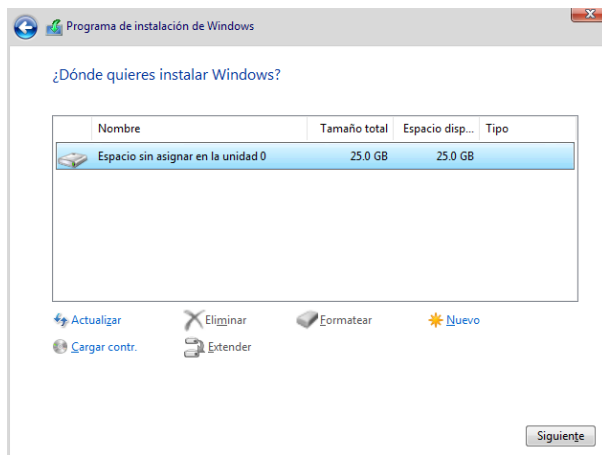 Programa de instalación de Windows
¿Dónde quieres instalar Windows?
Nombre Tamaño total Espacio disp... Tipo
Espacio sin asignar en la unidad 0 25.0 GB 25.0 GB
Actualizar Eliminar Formatear Nuevo
Cargar contr. Extender
Siguiente